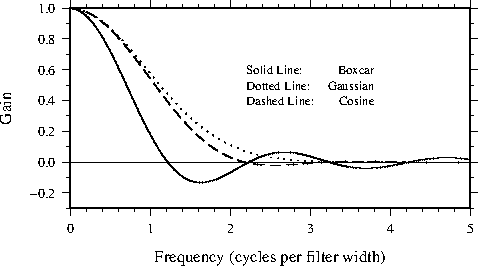 1.0
0.8
0.6
0.4
0.2
0.0
−0.2
Gain
Solid Line: Boxcar
Dotted Line: Gaussian
Dashed Line: Cosine
0 1 2 3 4 5
Frequency (cycles per filter width)